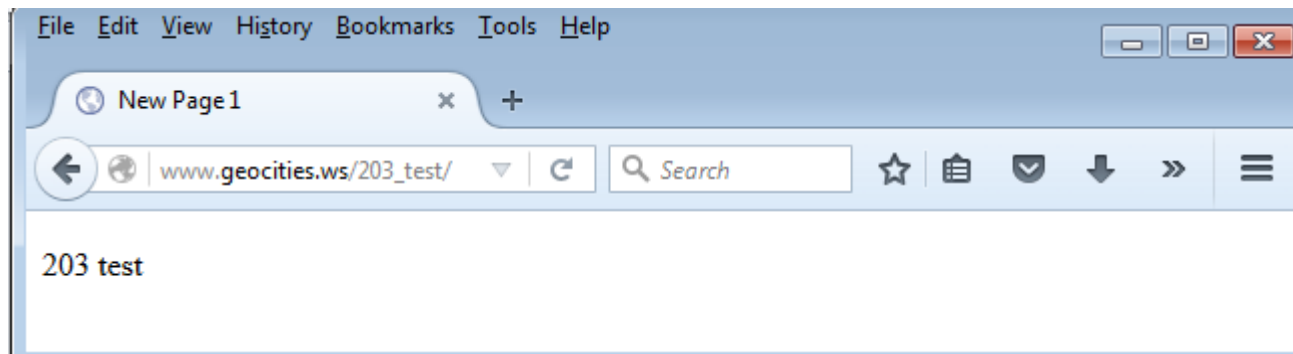 File Edit View History Bookmarks Tools Help
New Page 1
www.geocities.ws/203_test/ Search
203 test